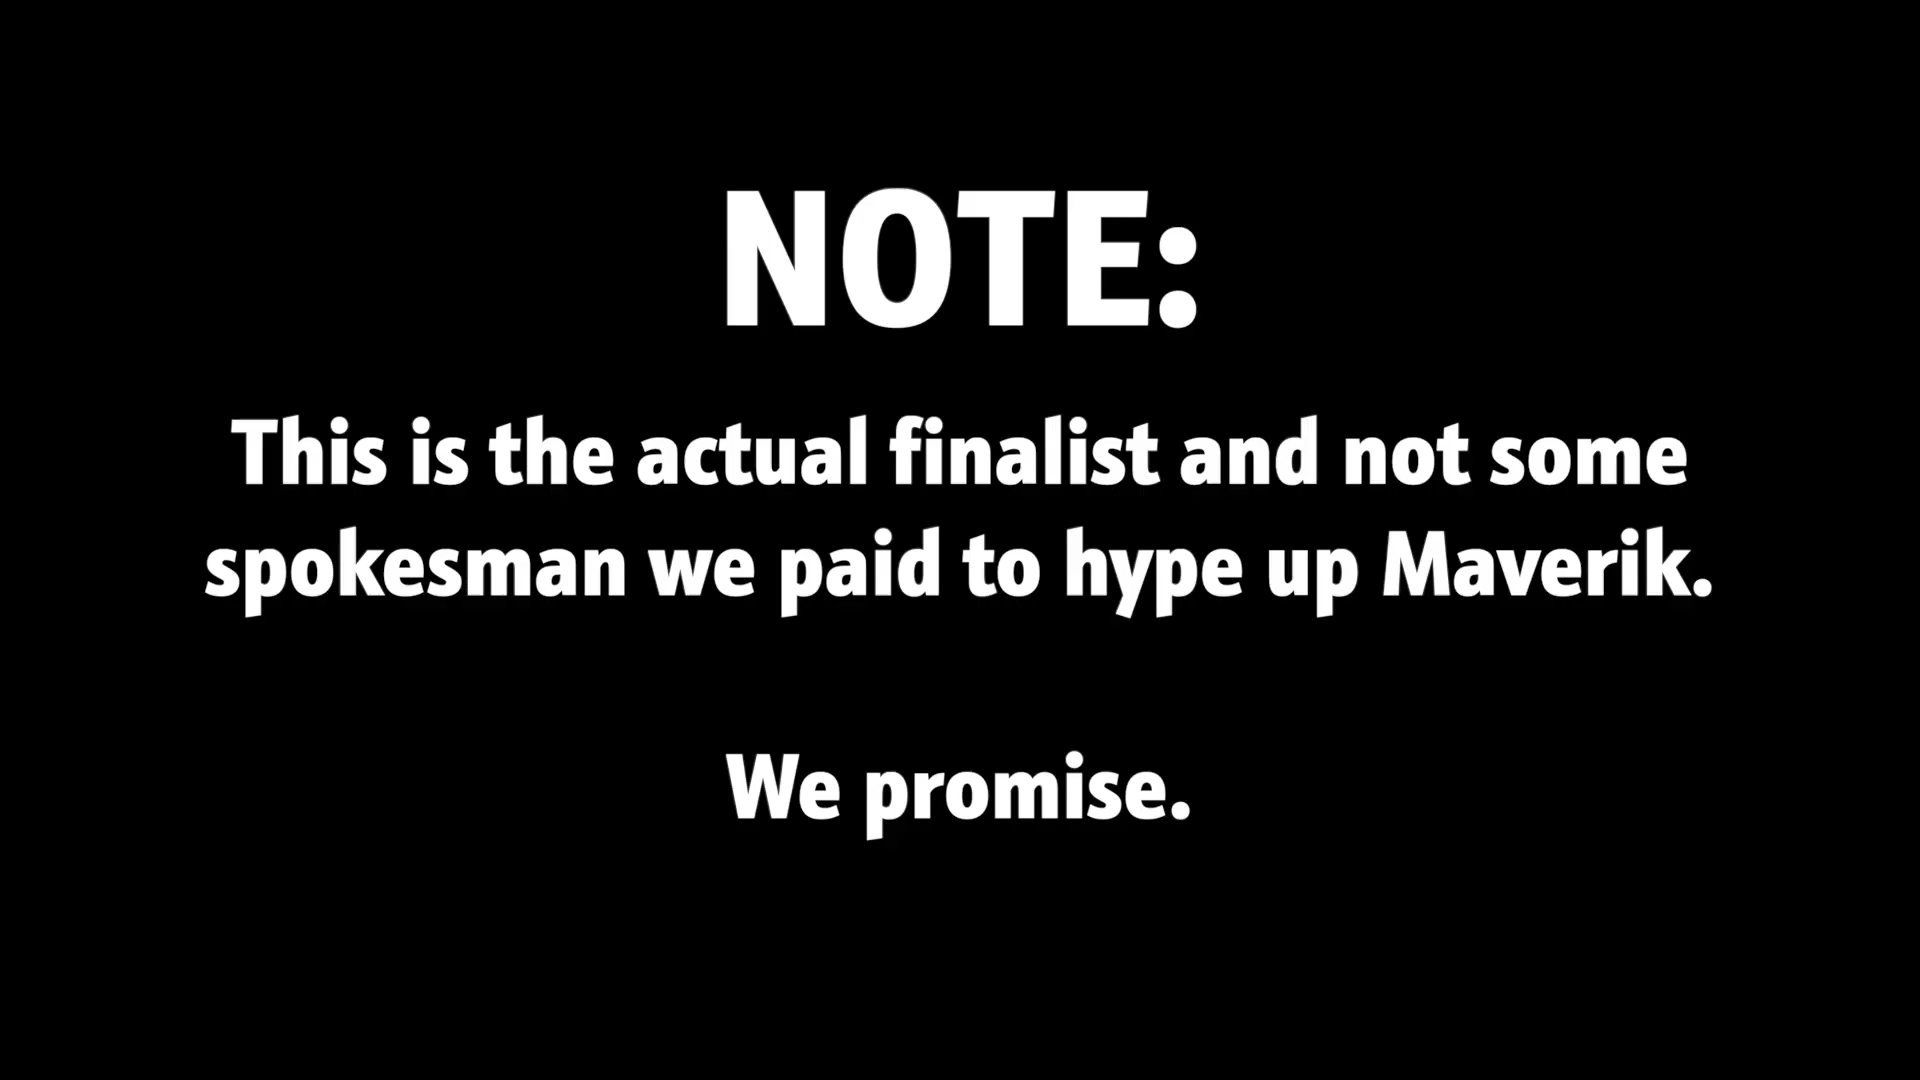 NOTE:
This is the actual finalist and not some
spokesman we paid to hype up Maverik.
We promise.